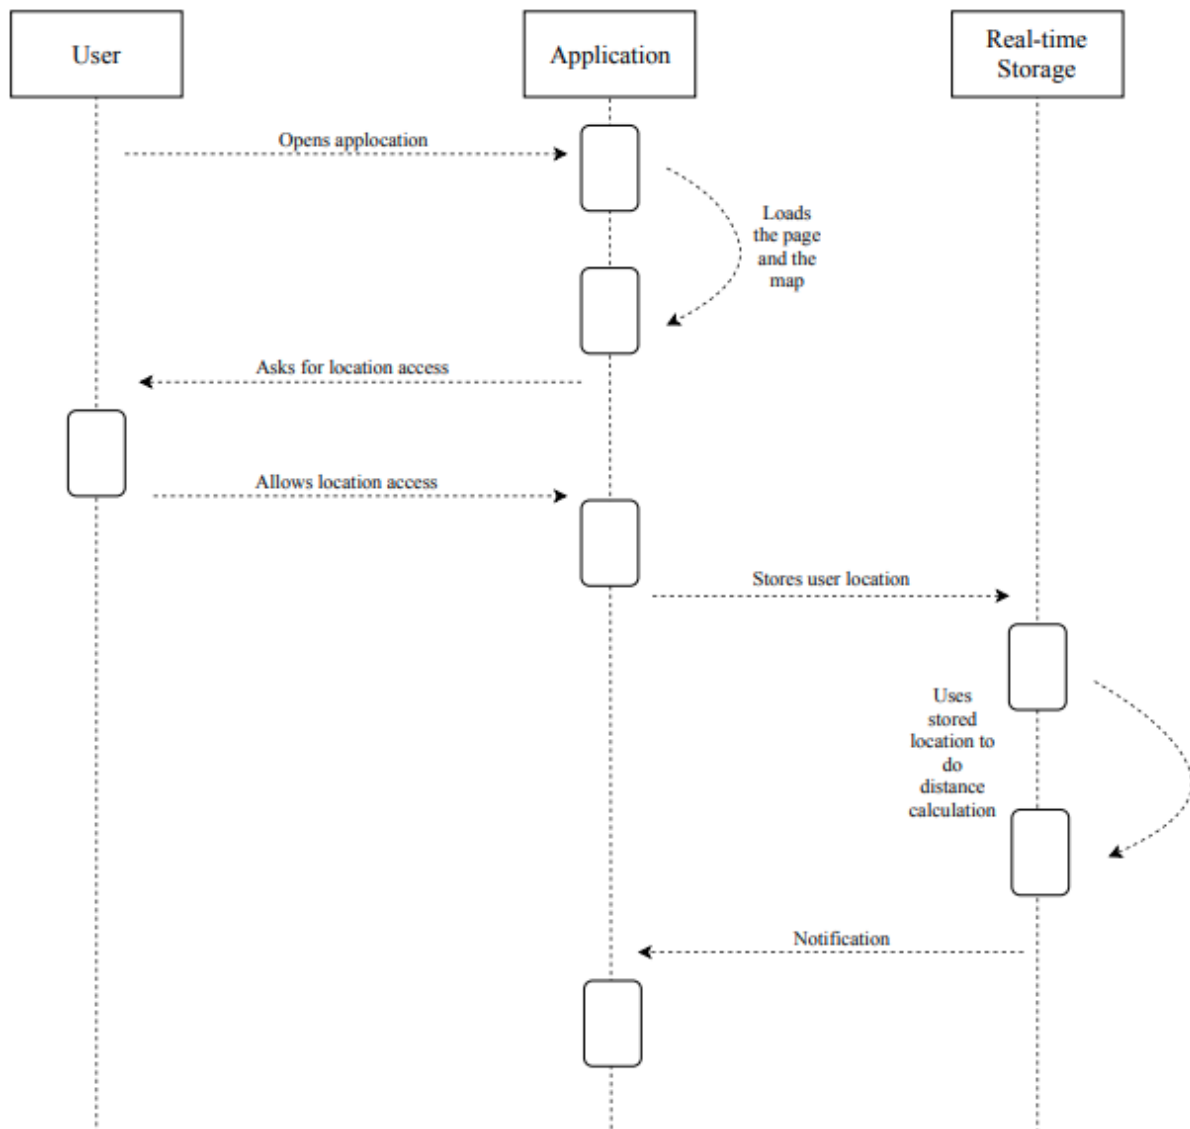 User
Application
Real-time
Storage
Opens applocation
Loads
the page
and the
map
Asks for location access
Allows location access
Stores user location
Uses
stored
location to
do
distance
calculation
Notification